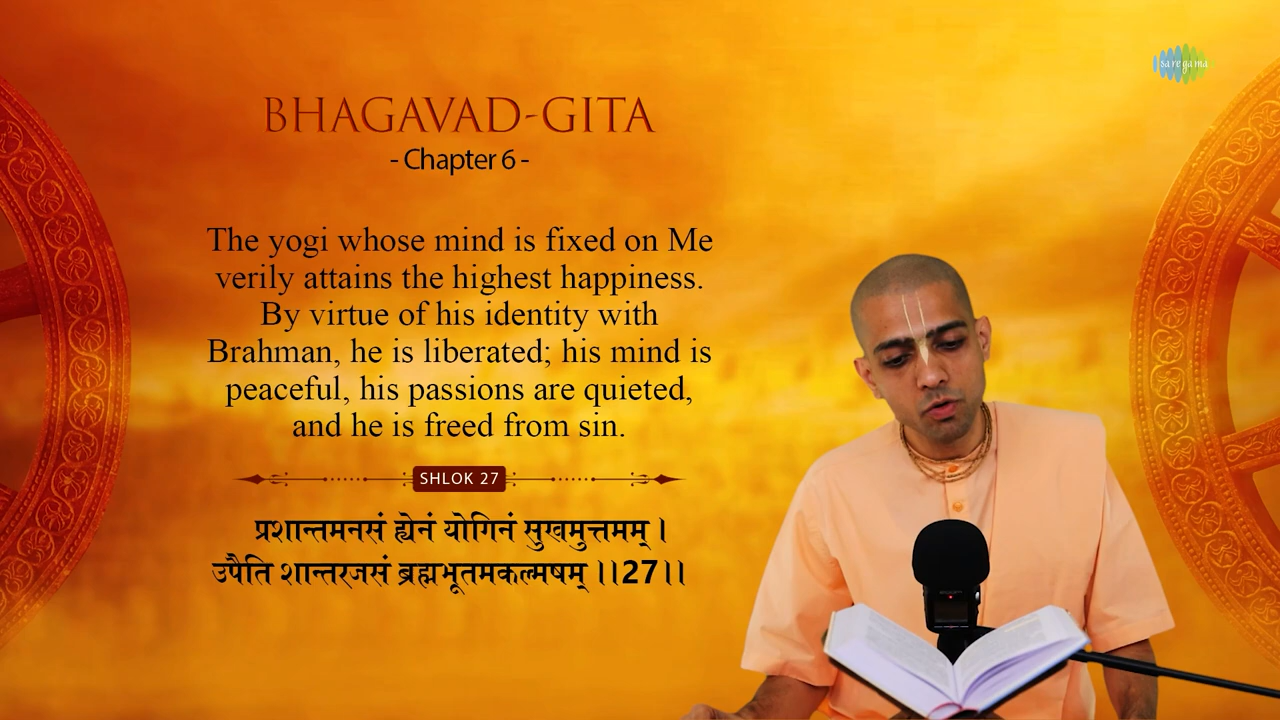 saregama
BHAGAVAD-GITA
- Chapter 6 -
The yogi whose mind is fixed on Me
verily attains the highest happiness.
By virtue of his identity with
Brahman, he is liberated; his mind is
peaceful, his passions are quieted,
and he is freed from sin.
SHLOK 27
प्रशान्तमनसं ह्येनं योगिनं सुखमुत्तमम् ।
उपैति शान्तरजसं ब्रह्मभूतमकल्मषम् ।।27।।